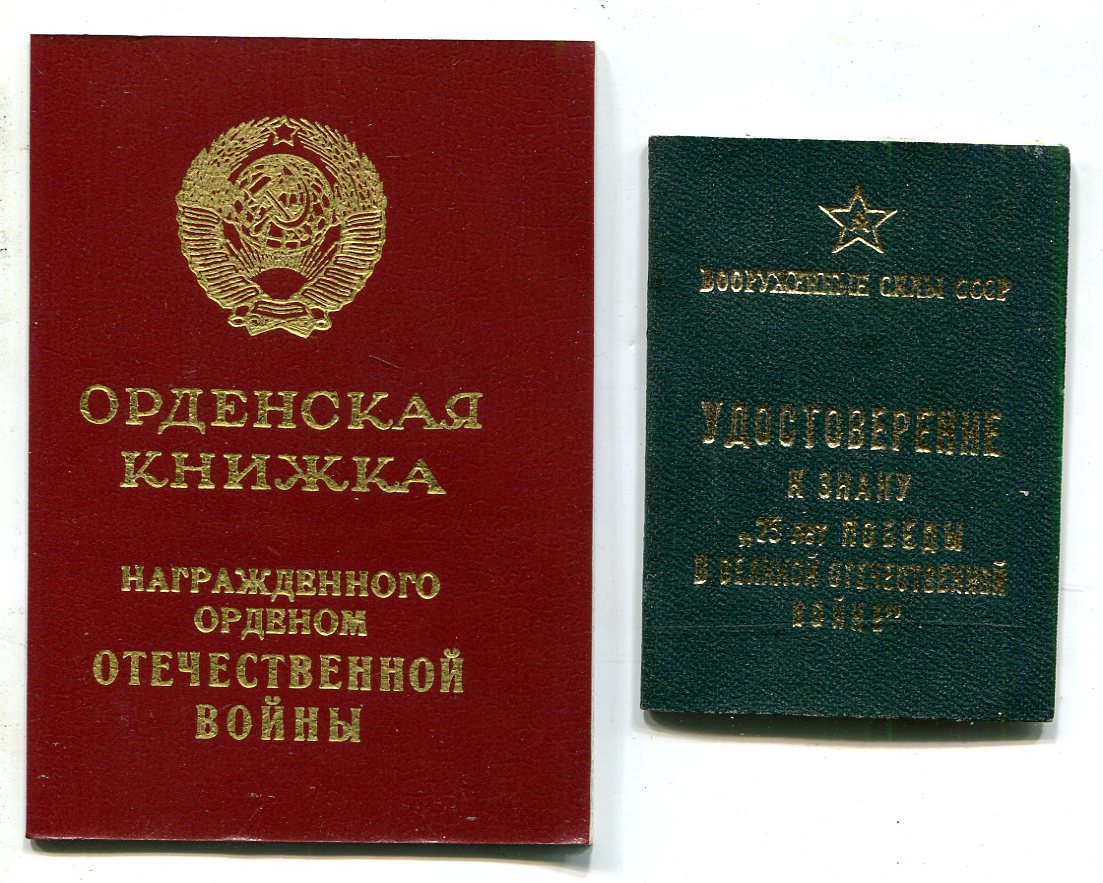 ОРДЕНСКАЯ
КНИЖКА
НАГРАЖДЕННОГО
ОРДЕНОМ
ОТЕЧЕСТВЕННОЙ
ВОЙНЫ
ВООРУЖЕННЫЕ СИЛЫ СССР
УДОСТОВЕРЕНИЕ
К ЗНАКУ
„25 лет ПОБЕДЫ
В ВЕЛИКОЙ ОТЕЧЕСТВЕННОЙ
ВОЙНЕ"